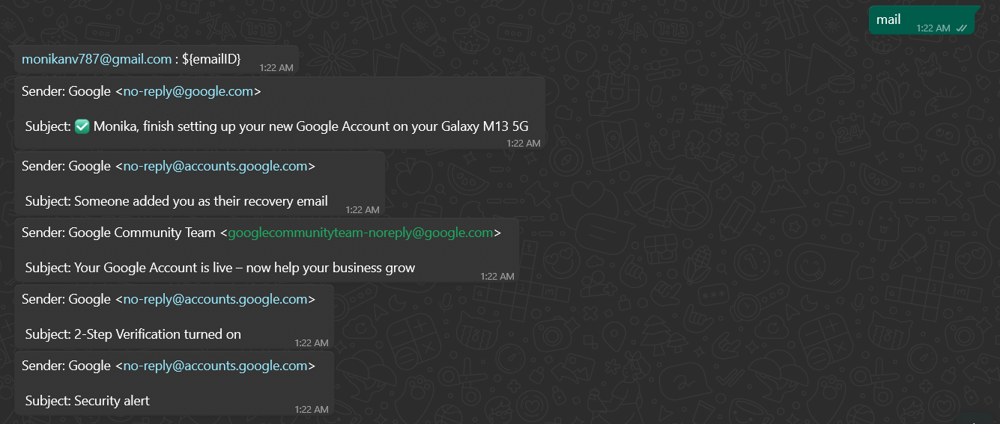 mail
1:22 AM
monikanv787@gmail.com : ${emailID}
1:22 AM
Sender: Google <no-reply@google.com>
Subject: ✅ Monika, finish setting up your new Google Account on your Galaxy M13 5G
1:22 AM
Sender: Google <no-reply@accounts.google.com>
Subject: Someone added you as their recovery email
1:22 AM
Sender: Google Community Team <googlecommunityteam-noreply@google.com>
Subject: Your Google Account is live – now help your business grow
1:22 AM
Sender: Google <no-reply@accounts.google.com>
Subject: 2-Step Verification turned on
1:22 AM
Sender: Google <no-reply@accounts.google.com>
Subject: Security alert
1:22 AM